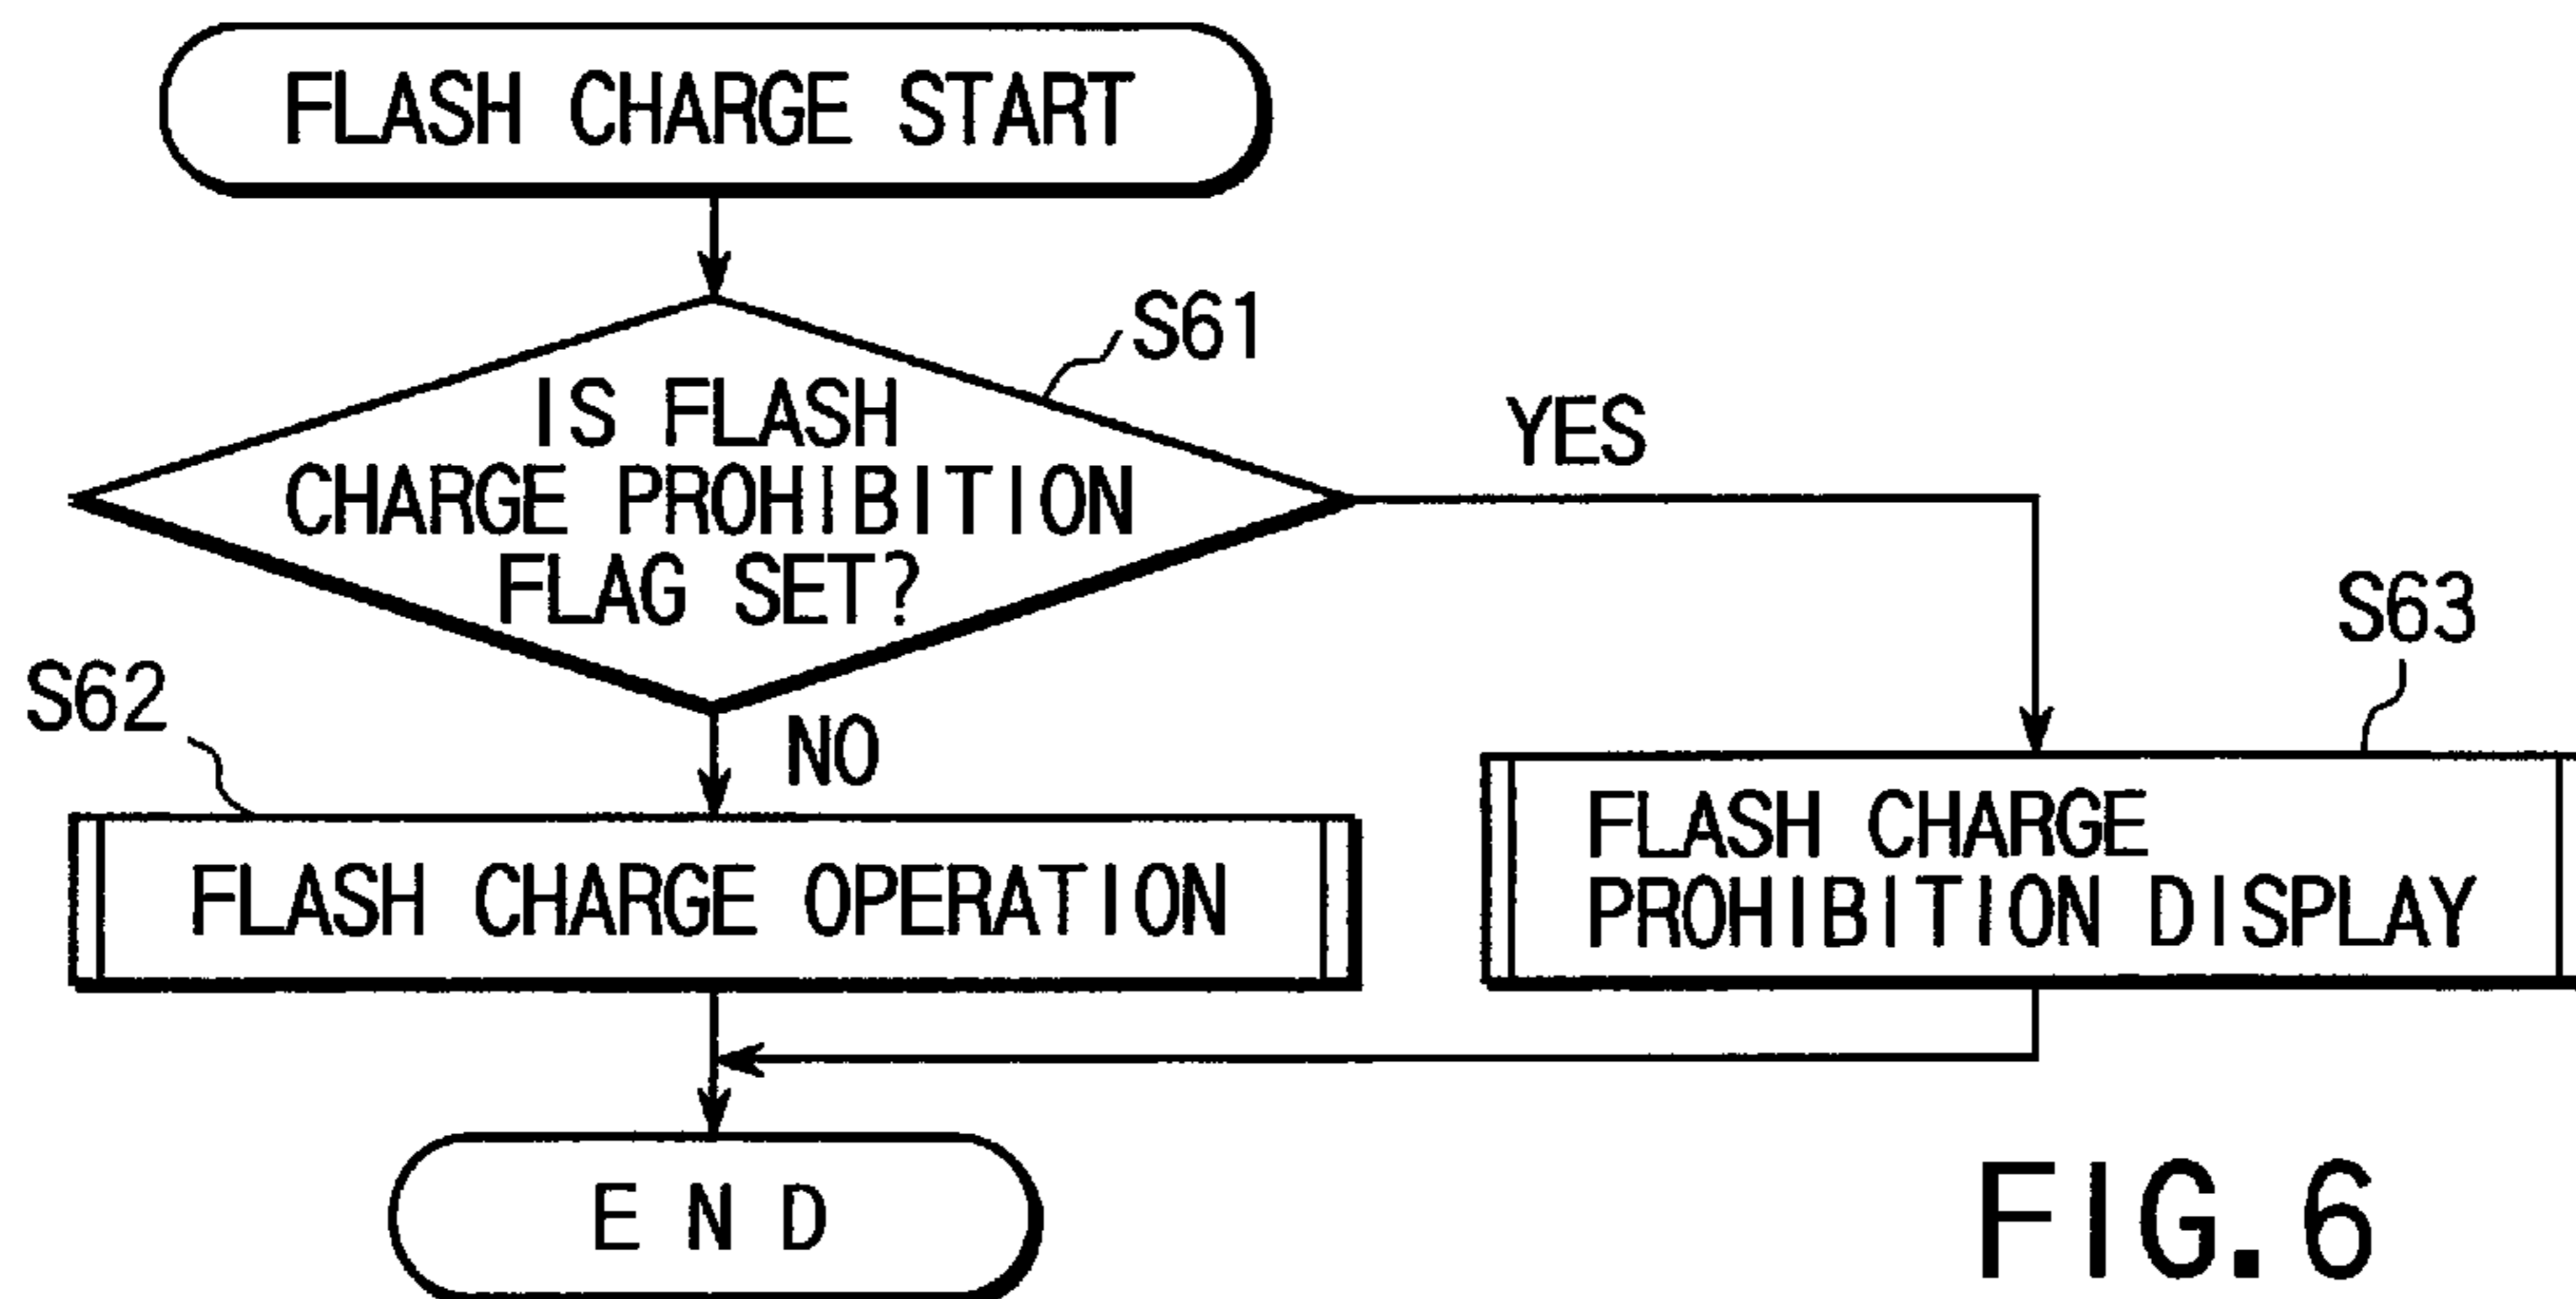 FLASH CHARGE START
S61
IS FLASH
CHARGE PROHIBITION
FLAG SET?
YES
S62
NO
S63
FLASH CHARGE OPERATION
FLASH CHARGE
PROHIBITION DISPLAY
END
FIG. 6